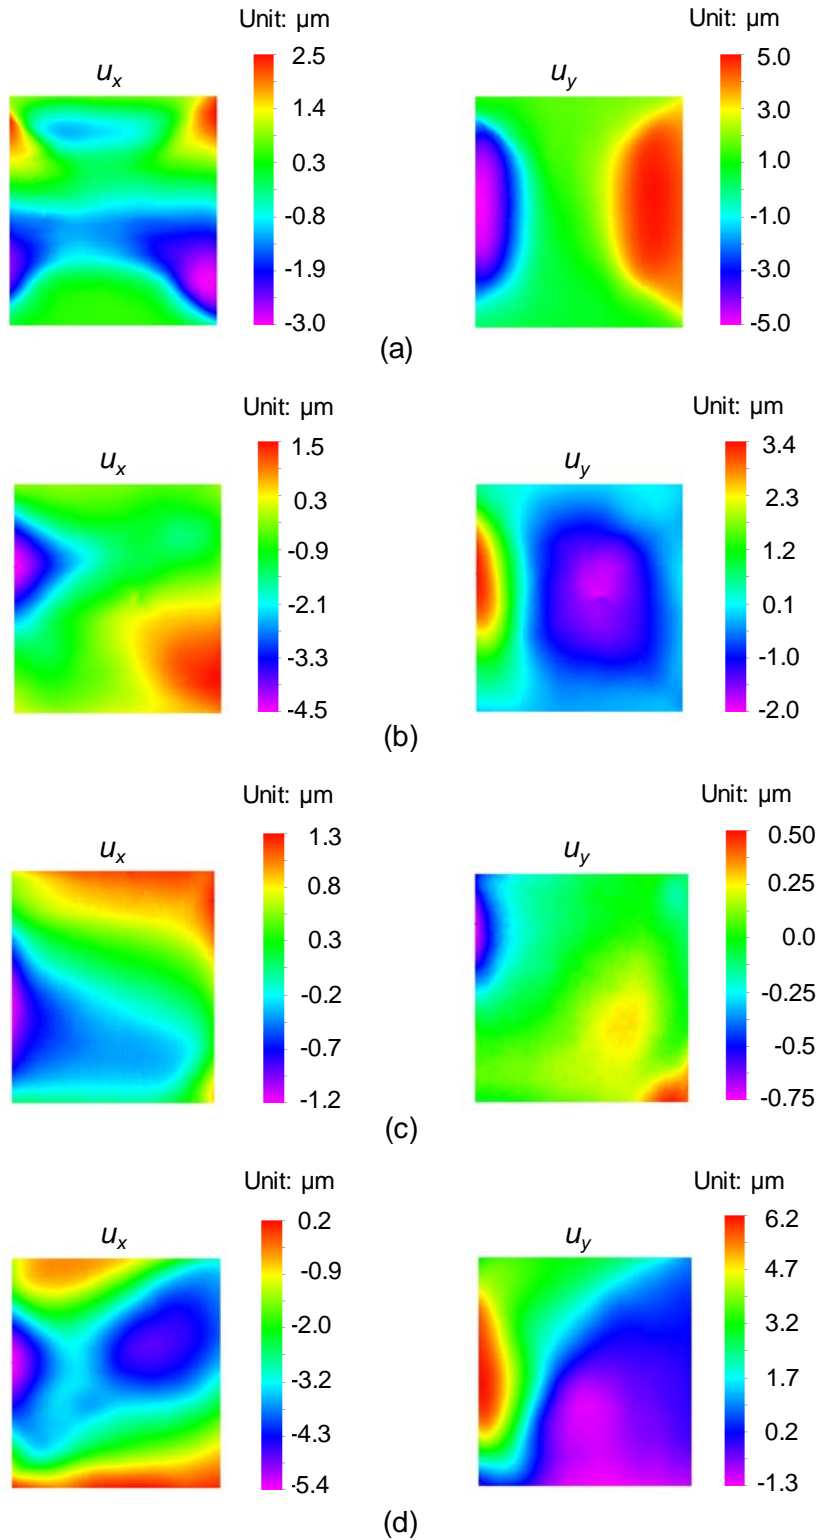 Unit: µm
Unit: µm
uₓ
2.5
1.4
0.3
-0.8
-1.9
-3.0
u_y
5.0
3.0
1.0
-1.0
-3.0
-5.0
(a)
Unit: µm
Unit: µm
uₓ
1.5
0.3
-0.9
-2.1
-3.3
-4.5
u_y
3.4
2.3
1.2
0.1
-1.0
-2.0
(b)
Unit: µm
Unit: µm
uₓ
1.3
0.8
0.3
-0.2
-0.7
-1.2
u_y
0.50
0.25
0.0
-0.25
-0.5
-0.75
(c)
Unit: µm
Unit: µm
uₓ
0.2
-0.9
-2.0
-3.2
-4.3
-5.4
u_y
6.2
4.7
3.2
1.7
0.2
-1.3
(d)